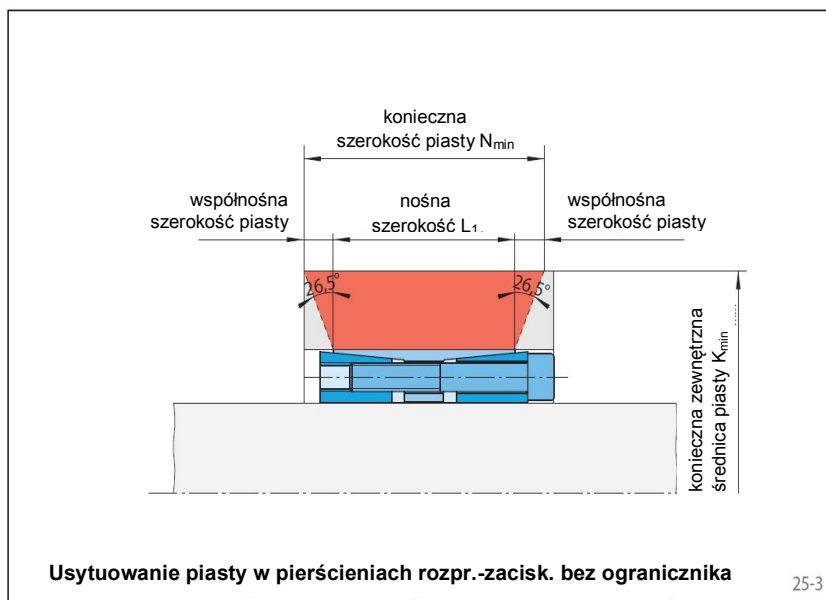 konieczna
szerokość piasty Nmin
współnośna
szerokość piasty
nośna
szerokość L1
współnośna
szerokość piasty
26,5°
26,5°
konieczna zewnętrzna
średnica piasty Kmin
Usytuowanie piasty w pierścieniach rozpr.-zacisk. bez ogranicznika
25-3